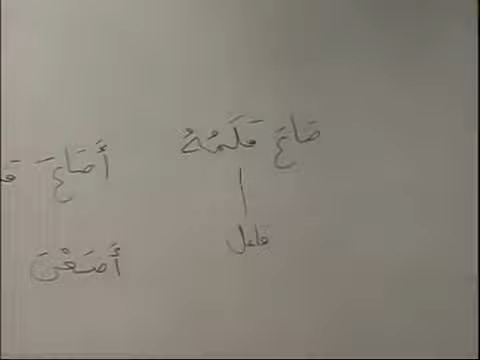 ضَاعَ قَلَمُهُ
فاعل
أَضَاعَ